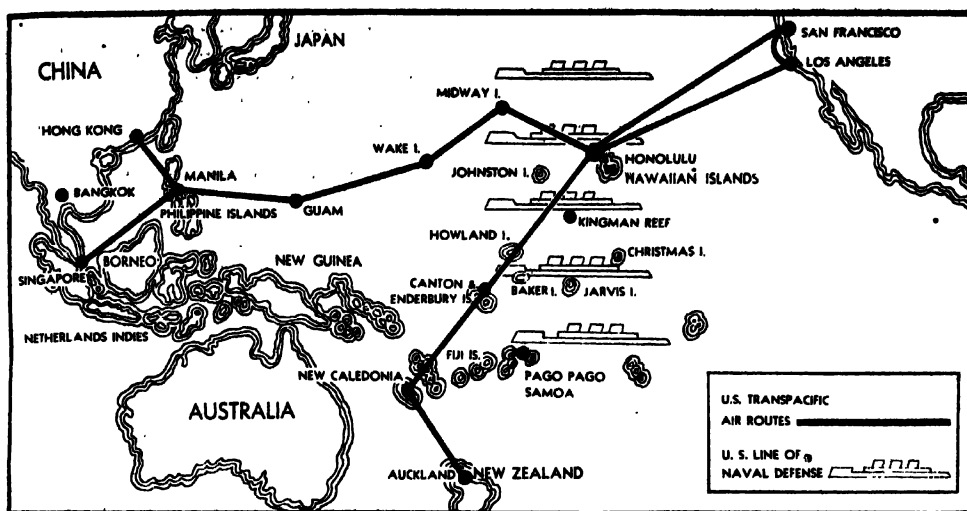 JAPAN
CHINA
SAN FRANCISCO
LOS ANGELES
MIDWAY I.
HONG KONG
WAKE I.
HONOLULU
HAWAIIAN ISLANDS
JOHNSTON I.
MANILA
BANGKOK
PHILIPPINE ISLANDS
GUAM
KINGMAN REEF
HOWLAND I.
CHRISTMAS I.
BORNEO
SINGAPORE
NEW GUINEA
CANTON &
ENDERBURY IS.
BAKER I.
JARVIS I.
NETHERLANDS INDIES
FIJI IS.
PAGO PAGO
SAMOA
NEW CALEDONIA
AUSTRALIA
AUCKLAND
NEW ZEALAND
U.S. TRANSPACIFIC
AIR ROUTES
U. S. LINE OF
NAVAL DEFENSE